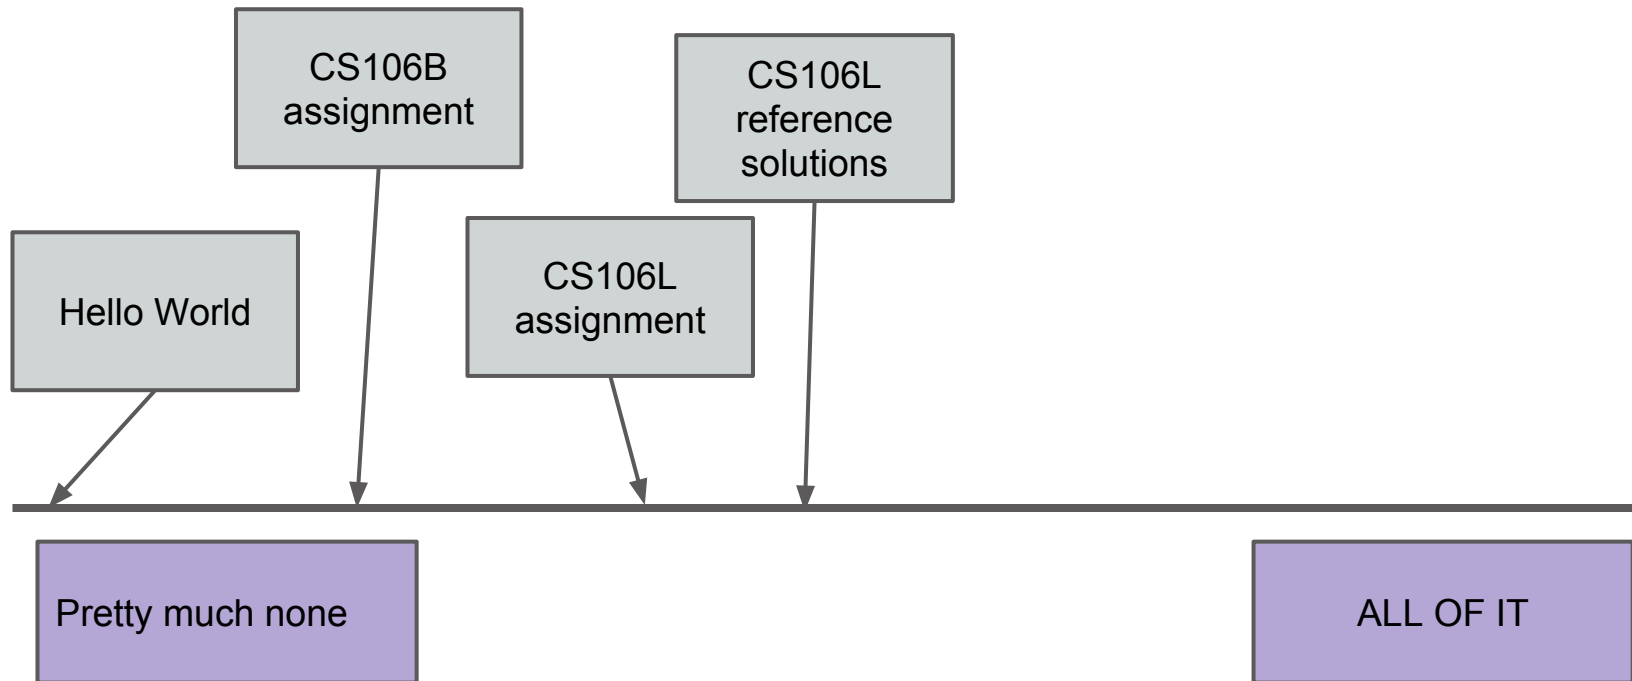 CS106B
assignment
CS106L
reference
solutions
Hello World
CS106L
assignment
Pretty much none
ALL OF IT